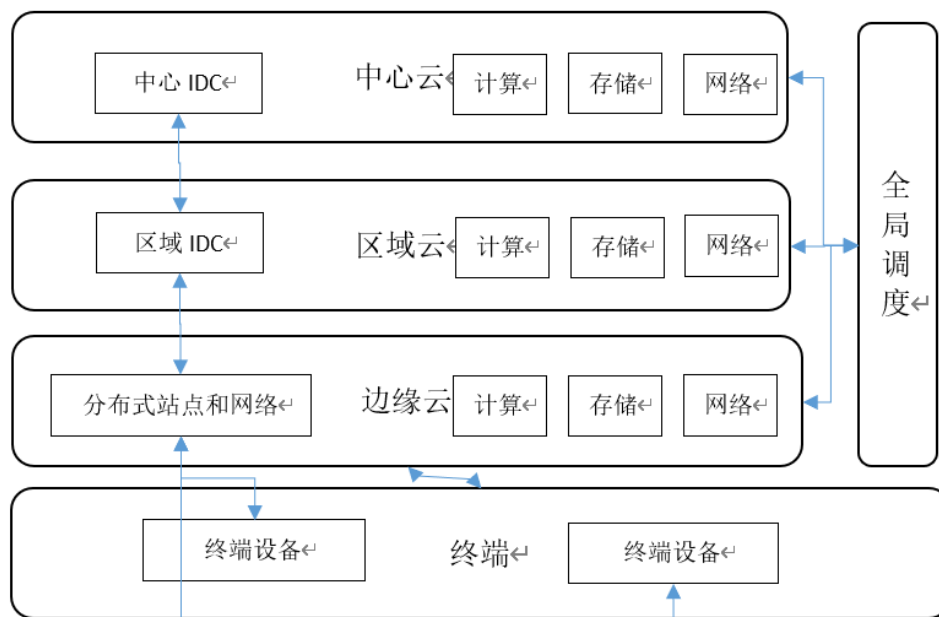 中心 IDC
中心云
计算
存储
网络
区域 IDC
区域云
计算
存储
网络
分布式站点和网络
边缘云
计算
存储
网络
终端设备
终端
终端设备
全
局
调
度